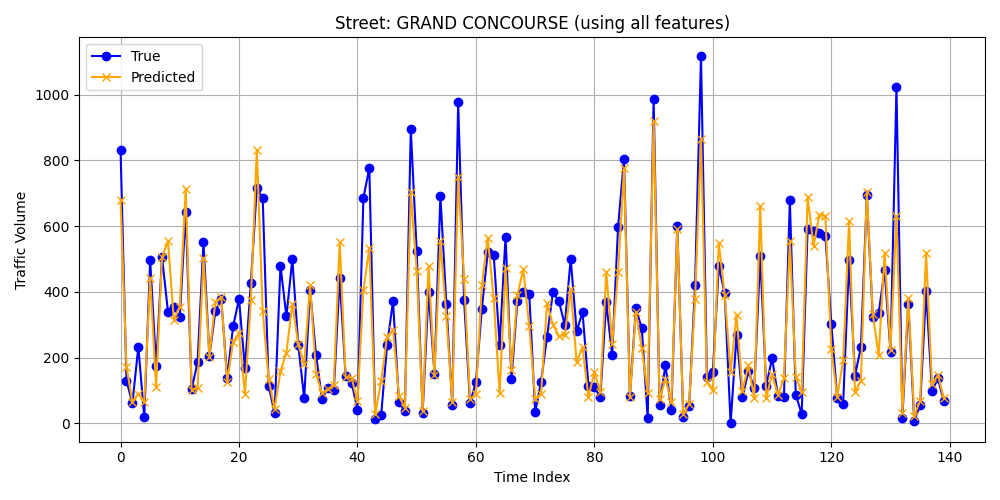 Street: GRAND CONCOURSE (using all features)
True
Predicted
Traffic Volume
1000
800
600
400
200
0
0 20 40 60 80 100 120 140
Time Index